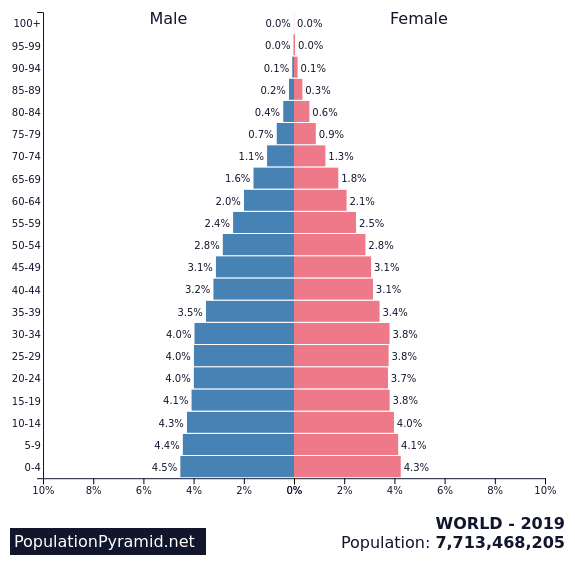 Male Female
100+ 0.0% 0.0%
95-99 0.0% 0.0%
90-94 0.1% 0.1%
85-89 0.2% 0.3%
80-84 0.4% 0.6%
75-79 0.7% 0.9%
70-74 1.1% 1.3%
65-69 1.6% 1.8%
60-64 2.0% 2.1%
55-59 2.4% 2.5%
50-54 2.8% 2.8%
45-49 3.1% 3.1%
40-44 3.2% 3.1%
35-39 3.5% 3.4%
30-34 4.0% 3.8%
25-29 4.0% 3.8%
20-24 4.0% 3.7%
15-19 4.1% 3.8%
10-14 4.3% 4.0%
5-9 4.4% 4.1%
0-4 4.5% 4.3%
10% 8% 6% 4% 2% 0% 2% 4% 6% 8% 10%
WORLD - 2019
PopulationPyramid.net Population: 7,713,468,205